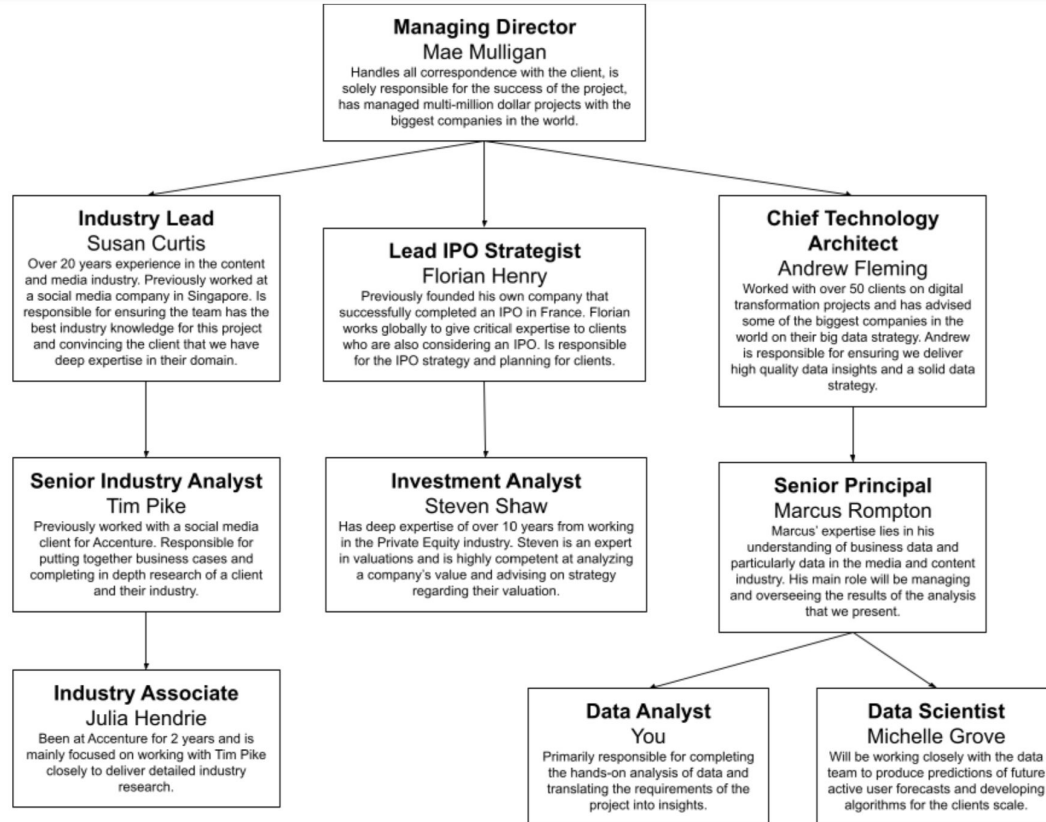 Managing Director
Mae Mulligan
Handles all correspondence with the client, is
solely responsible for the success of the project,
has managed multi-million dollar projects with the
biggest companies in the world.
Industry Lead
Susan Curtis
Over 20 years experience in the content
and media industry. Previously worked at
a social media company in Singapore. Is
responsible for ensuring the team has the
best industry knowledge for this project
and convincing the client that we have
deep expertise in their domain.
Lead IPO Strategist
Florian Henry
Previously founded his own company that
successfully completed an IPO in France. Florian
works globally to give critical expertise to clients
who are also considering an IPO. Is responsible
for the IPO strategy and planning for clients.
Chief Technology
Architect
Andrew Fleming
Worked with over 50 clients on digital
transformation projects and has advised
some of the biggest companies in the
world on their big data strategy. Andrew
is responsible for ensuring we deliver
high quality data insights and a solid data
strategy.
Senior Industry Analyst
Tim Pike
Previously worked with a social media
client for Accenture. Responsible for
putting together business cases and
completing in depth research of a client
and their industry.
Investment Analyst
Steven Shaw
Has deep expertise of over 10 years from working
in the Private Equity industry. Steven is an expert
in valuations and is highly competent at analyzing
a company's value and advising on strategy
regarding their valuation.
Senior Principal
Marcus Rompton
Marcus' expertise lies in his
understanding of business data and
particularly data in the media and content
industry. His main role will be managing
and overseeing the results of the analysis
that we present.
Industry Associate
Julia Hendrie
Been at Accenture for 2 years and is
mainly focused on working with Tim Pike
closely to deliver detailed industry
research.
Data Analyst
You
Primarily responsible for completing
the hands-on analysis of data and
translating the requirements of the
project into insights.
Data Scientist
Michelle Grove
Will be working closely with the data
team to produce predictions of future
active user forecasts and developing
algorithms for the clients scale.